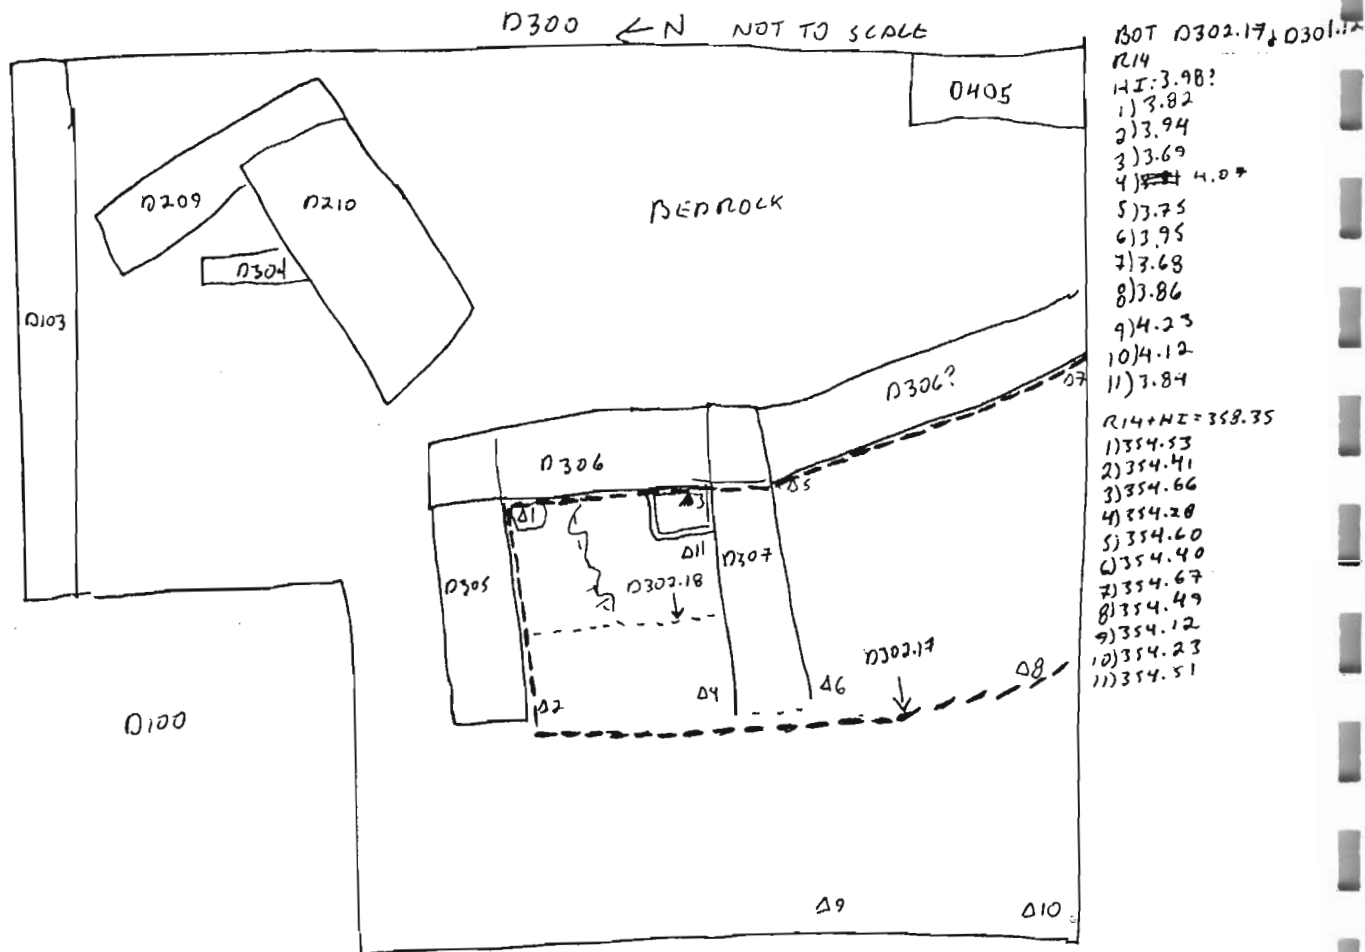 D300 ← N NOT TO SCALE
D405
D209
D210
BEDROCK
D304
D103
D306?
Δ7
D306
Δ5
Δ1
Δ3
Δ11
D307
D305
D302.18
D302.17
Δ8
Δ2
Δ4
Δ6
D100
Δ9
Δ10
BOT D302.17 & D301.12
R14
HI: 3.98?
1) 3.82
2) 3.94
3) 3.69
4) 4.07
5) 3.75
6) 3.95
7) 3.68
8) 3.86
9) 4.23
10) 4.12
11) 3.84
R14+HI = 358.35
1) 354.53
2) 354.41
3) 354.66
4) 354.28
5) 354.60
6) 354.40
7) 354.67
8) 354.49
9) 354.12
10) 354.23
11) 354.51